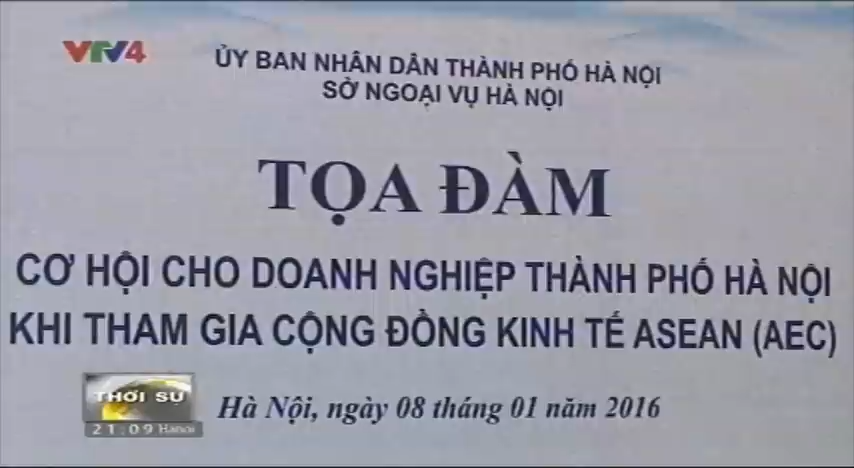 VTV4
ỦY BAN NHÂN DÂN THÀNH PHỐ HÀ NỘI
SỞ NGOẠI VỤ HÀ NỘI
TỌA ĐÀM
CƠ HỘI CHO DOANH NGHIỆP THÀNH PHỐ HÀ NỘI
KHI THAM GIA CỘNG ĐỒNG KINH TẾ ASEAN (AEC)
Hà Nội, ngày 08 tháng 01 năm 2016
THỜI SỰ
21:09 Hanoi